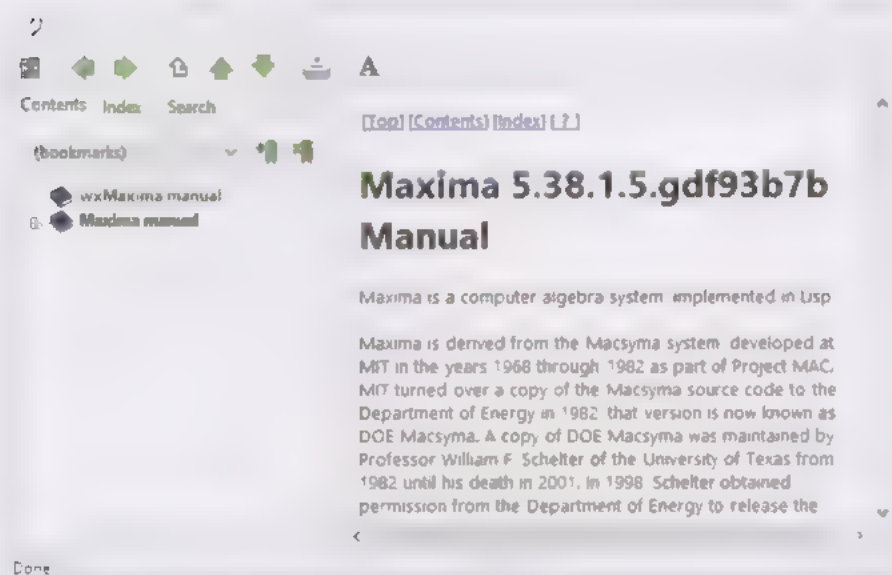 Contents Index Search
(bookmarks)
wxMaxima manual
Maxima manual
[Top] [Contents] [Index] [ ? ]
Maxima 5.38.1.5.gdf93b7b
Manual
Maxima is a computer algebra system implemented in Lisp
Maxima is derived from the Macsyma system developed at
MIT in the years 1968 through 1982 as part of Project MAC.
MIT turned over a copy of the Macsyma source code to the
Department of Energy in 1982 that version is now known as
DOE Macsyma. A copy of DOE Macsyma was maintained by
Professor William F Schelter of the University of Texas from
1982 until his death in 2001. In 1998 Schelter obtained
permission from the Department of Energy to release the
Done